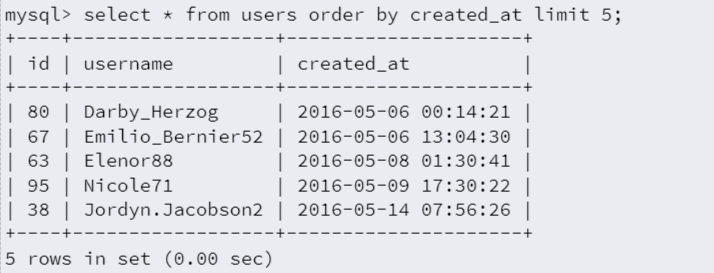 mysql> select * from users order by created_at limit 5;
+----+-----------------+---------------------+
| id | username        | created_at          |
+----+-----------------+---------------------+
| 80 | Darby_Herzog    | 2016-05-06 00:14:21 |
| 67 | Emilio_Bernier52 | 2016-05-06 13:04:30 |
| 63 | Elenor88        | 2016-05-08 01:30:41 |
| 95 | Nicole71        | 2016-05-09 17:30:22 |
| 38 | Jordyn.Jacobson2 | 2016-05-14 07:56:26 |
+----+-----------------+---------------------+
5 rows in set (0.00 sec)